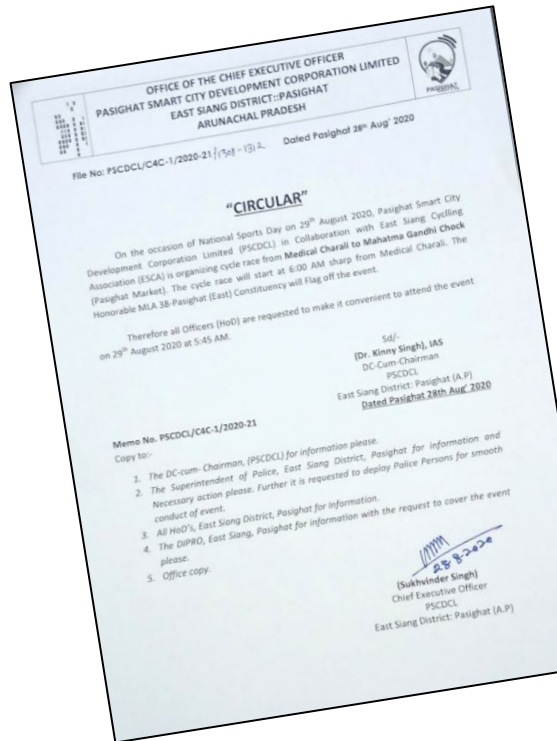 OFFICE OF THE CHIEF EXECUTIVE OFFICER
PASIGHAT SMART CITY DEVELOPMENT CORPORATION LIMITED
EAST SIANG DISTRICT::PASIGHAT
ARUNACHAL PRADESH
PASIGHAT
File No: PSCDCL/C4C-1/2020-21/1308-1312 Dated Pasighat 28th Aug' 2020
"CIRCULAR"
On the occasion of National Sports Day on 29th August 2020, Pasighat Smart City
Development Corporation Limited (PSCDCL) in Collaboration with East Siang Cycling
Association (ESCA) is organizing cycle race from Medical Charali to Mahatma Gandhi Chock
(Pasighat Market). The cycle race will start at 6:00 AM sharp from Medical Charali. The
Honorable MLA 38-Pasighat (East) Constituency will Flag off the event.
Therefore all Officers (HoD) are requested to make it convenient to attend the event
on 29th August 2020 at 5:45 AM.
Sd/-
(Dr. Kinny Singh), IAS
DC-Cum-Chairman
PSCDCL
East Siang District: Pasighat (A.P)
Dated Pasighat 28th Aug' 2020
Memo No. PSCDCL/C4C-1/2020-21
Copy to:-
1. The DC-cum- Chairman, (PSCDCL) for information please.
2. The Superintendent of Police, East Siang District, Pasighat for information and
Necessary action please. Further it is requested to deploy Police Persons for smooth
conduct of event.
3. All HoD's, East Siang District, Pasighat for Information.
4. The DIPRO, East Siang, Pasighat for information with the request to cover the event
please.
5. Office copy.
28-8-2020
(Sukhvinder Singh)
Chief Executive Officer
PSCDCL
East Siang District: Pasighat (A.P)